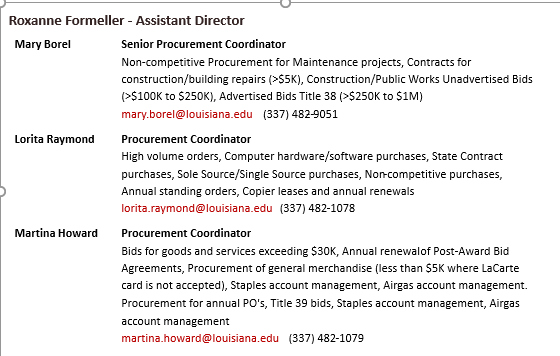 Roxanne Formeller - Assistant Director
Mary Borel Senior Procurement Coordinator
Non-competitive Procurement for Maintenance projects, Contracts for
construction/building repairs (>$5K), Construction/Public Works Unadvertised Bids
(>$100K to $250K), Advertised Bids Title 38 (>$250K to $1M)
mary.borel@louisiana.edu (337) 482-9051
Lorita Raymond Procurement Coordinator
High volume orders, Computer hardware/software purchases, State Contract
purchases, Sole Source/Single Source purchases, Non-competitive purchases,
Annual standing orders, Copier leases and annual renewals
lorita.raymond@louisiana.edu (337) 482-1078
Martina Howard Procurement Coordinator
Bids for goods and services exceeding $30K, Annual renewalof Post-Award Bid
Agreements, Procurement of general merchandise (less than $5K where LaCarte
card is not accepted), Staples account management, Airgas account management.
Procurement for annual PO's, Title 39 bids, Staples account management, Airgas
account management
martina.howard@louisiana.edu (337) 482-1079